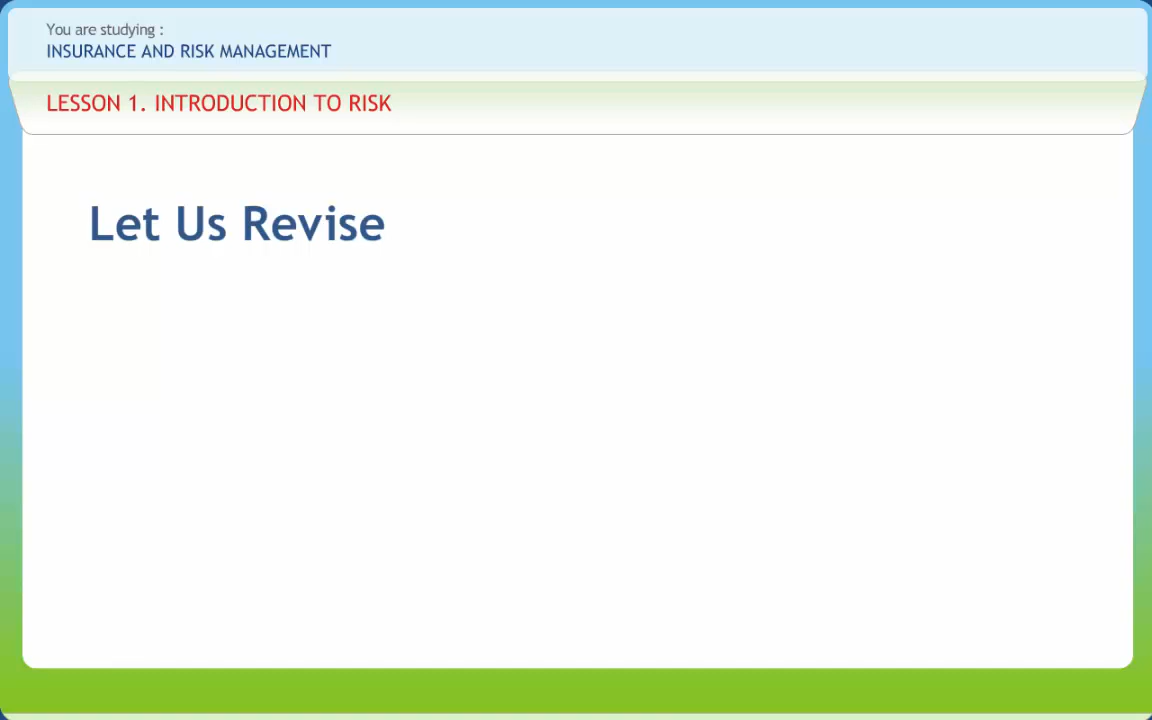 You are studying :
INSURANCE AND RISK MANAGEMENT
LESSON 1. INTRODUCTION TO RISK
Let Us Revise